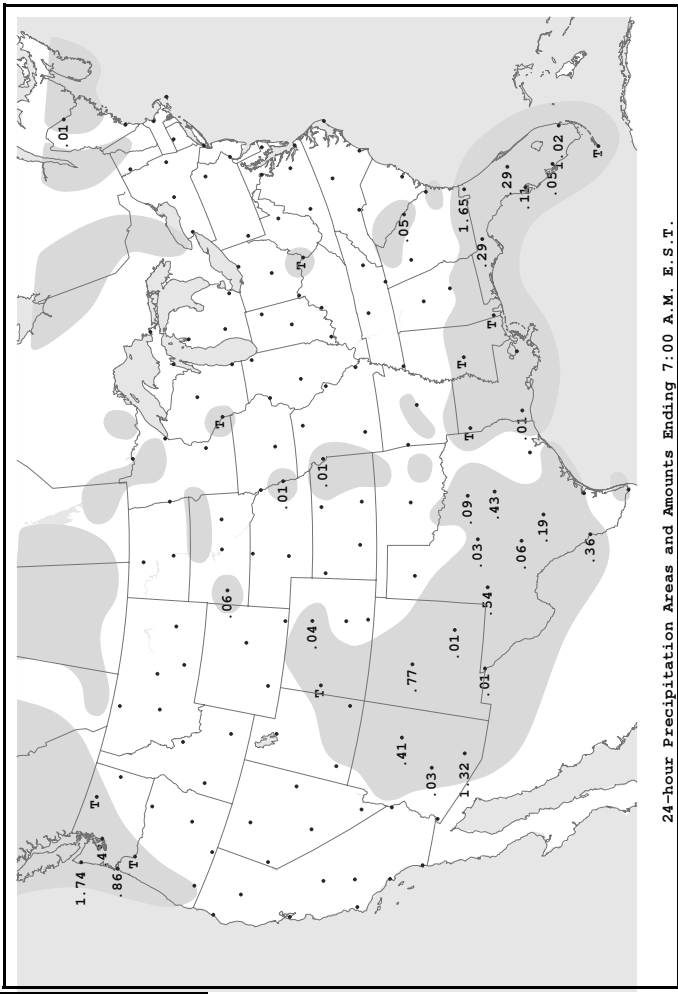 .01
1.74
T
.86
T
T
.06
.01
T
.04
T
.01
.41
.05
.77
.03
.01
T
1.32
1.65
.09
T
.03
.29
.01
.54
T
.43
.29
.06
.01
.11
.19
.05
1.02
.36
T
24-hour Precipitation Areas and Amounts Ending 7:00 A.M. E.S.T.